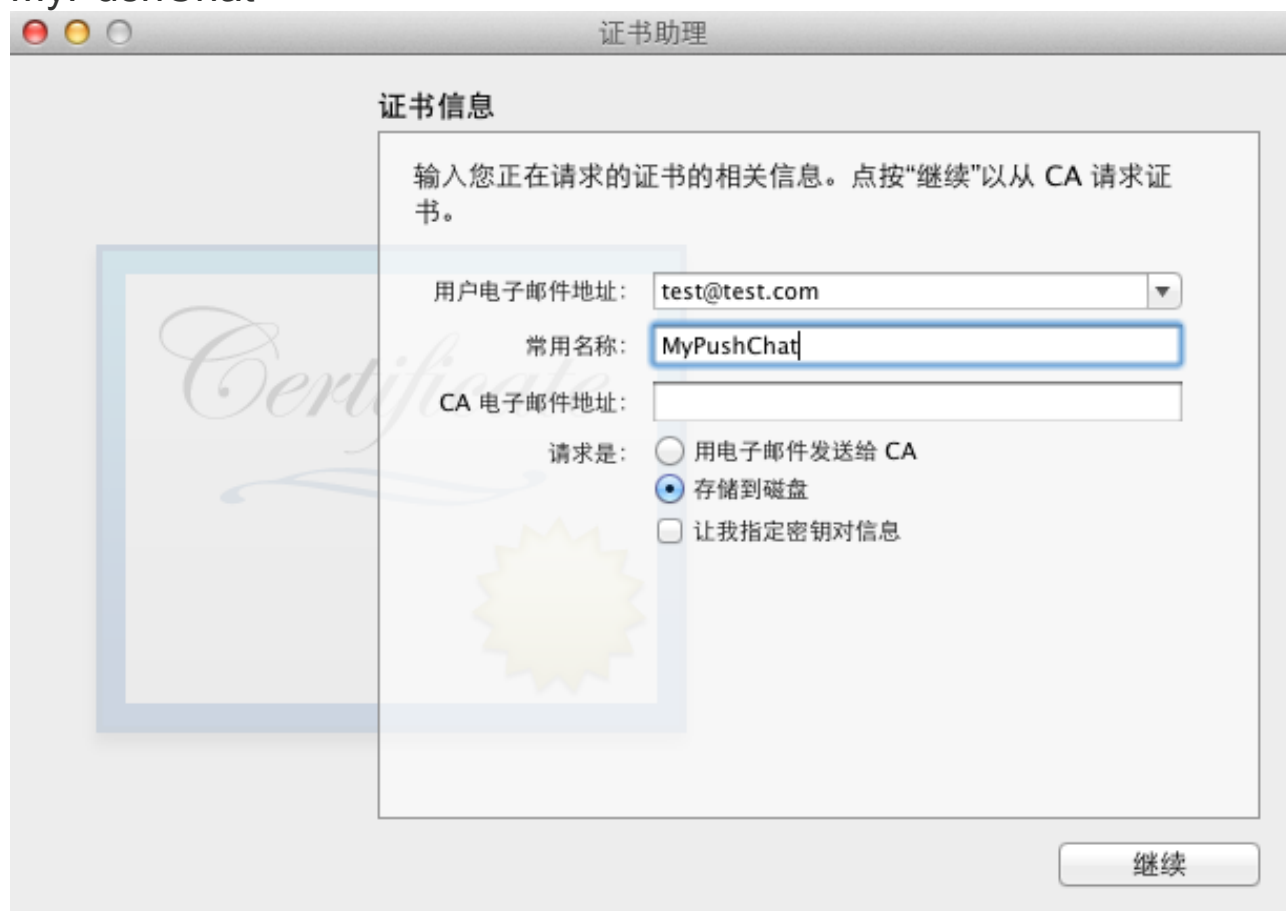 MyPushChat
证书助理
证书信息
输入您正在请求的证书的相关信息。点按“继续”以从 CA 请求证
书。
用户电子邮件地址： test@test.com
常用名称： MyPushChat
CA 电子邮件地址：
请求是： 用电子邮件发送给 CA
存储到磁盘
让我指定密钥对信息
Certificate
继续